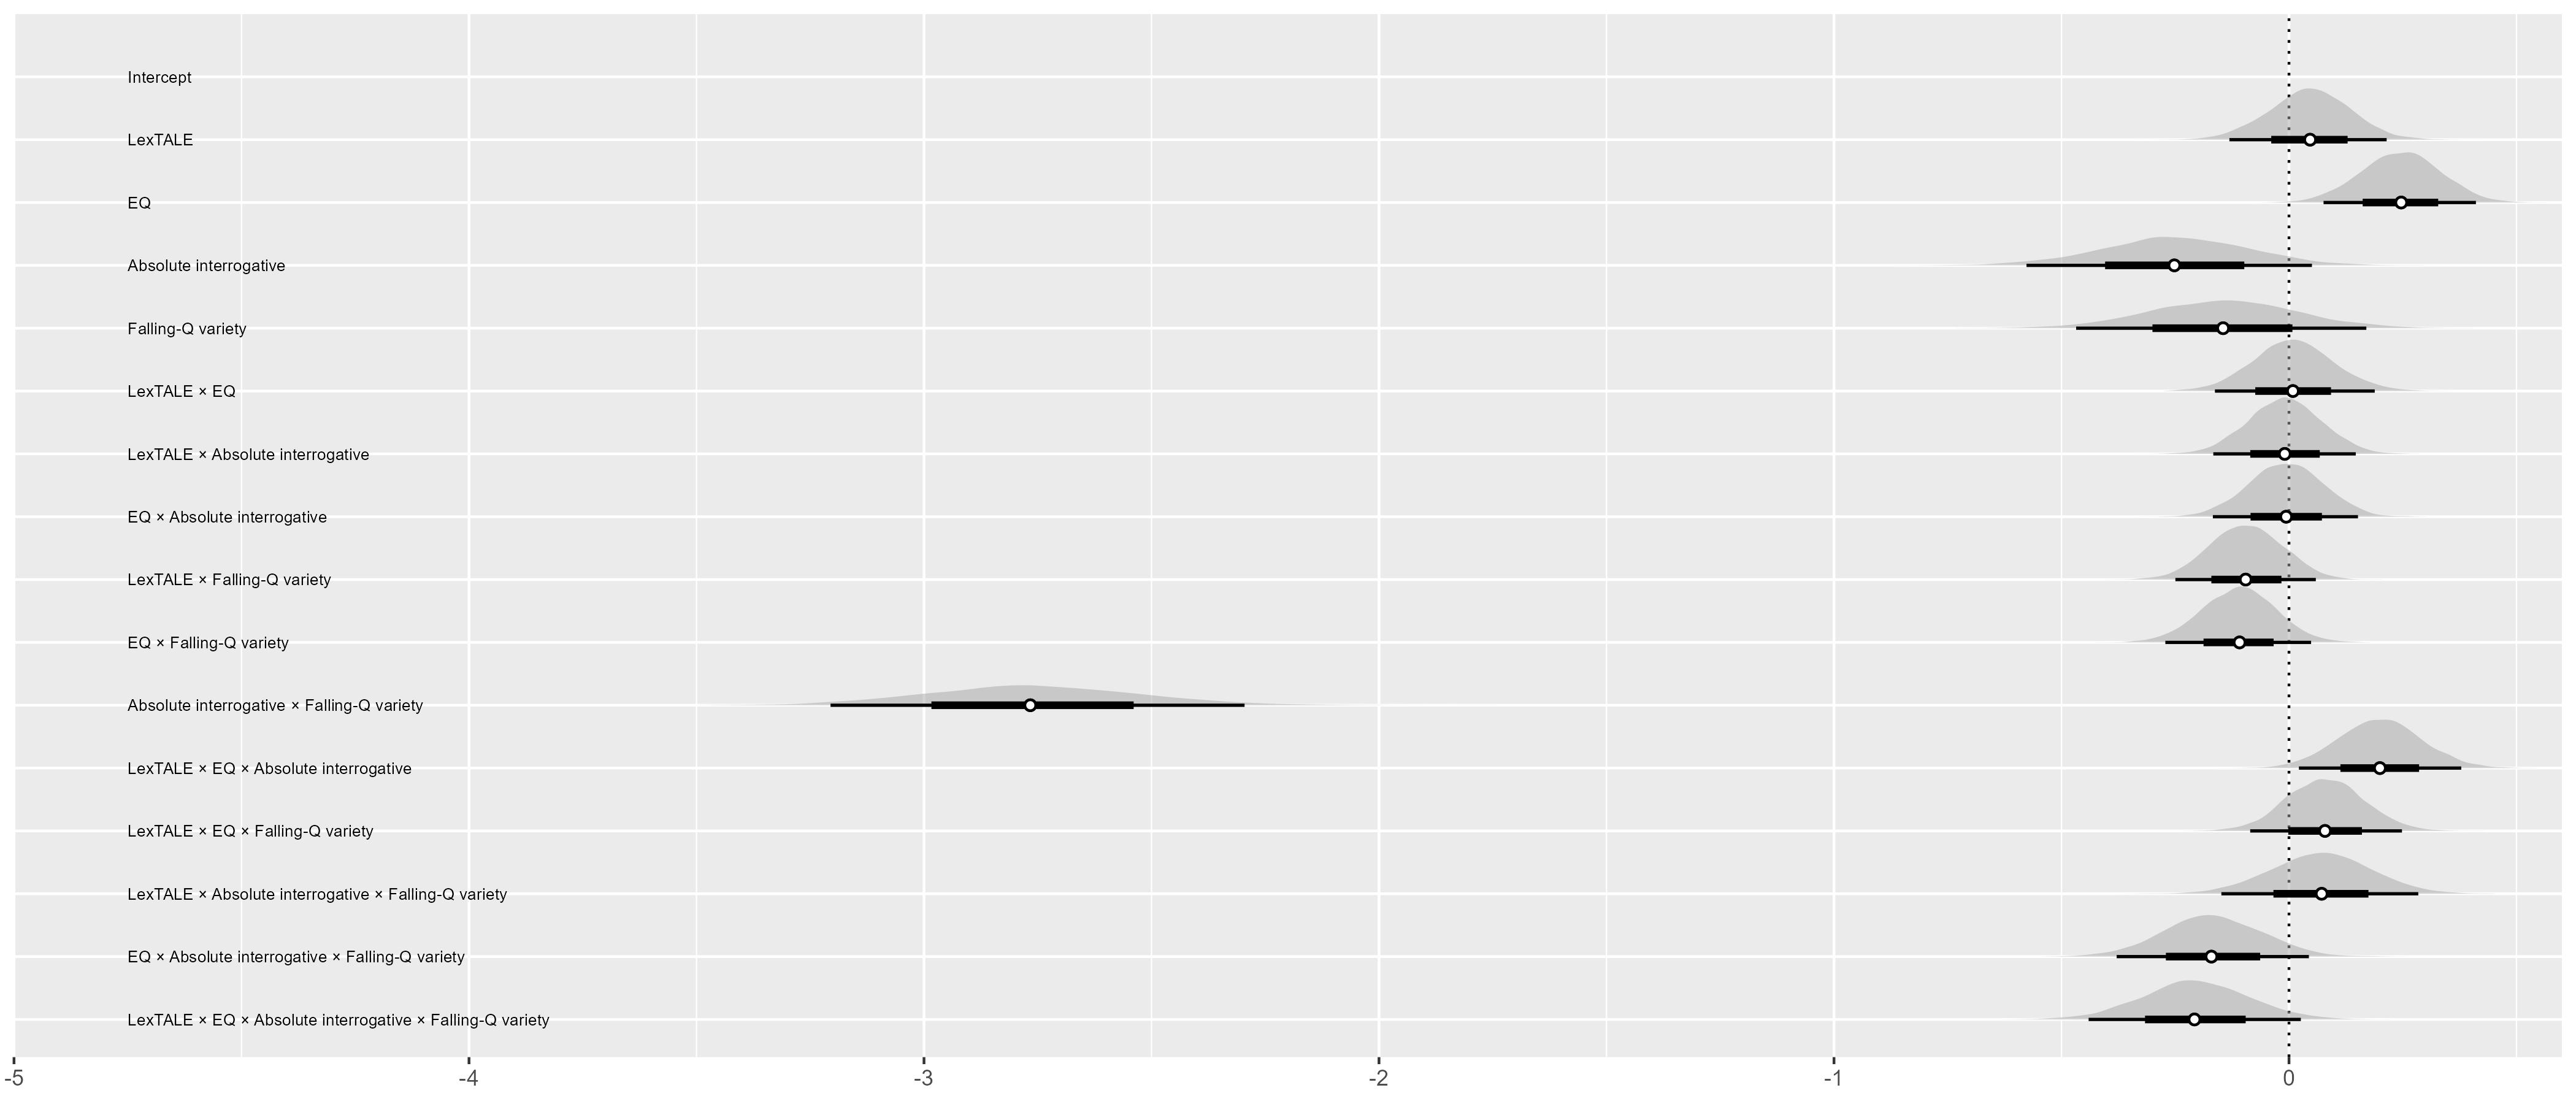 Intercept
LexTALE
EQ
Absolute interrogative
Falling-Q variety
LexTALE × EQ
LexTALE × Absolute interrogative
EQ × Absolute interrogative
LexTALE × Falling-Q variety
EQ × Falling-Q variety
Absolute interrogative × Falling-Q variety
LexTALE × EQ × Absolute interrogative
LexTALE × EQ × Falling-Q variety
LexTALE × Absolute interrogative × Falling-Q variety
EQ × Absolute interrogative × Falling-Q variety
LexTALE × EQ × Absolute interrogative × Falling-Q variety
-5 -4 -3 -2 -1 0